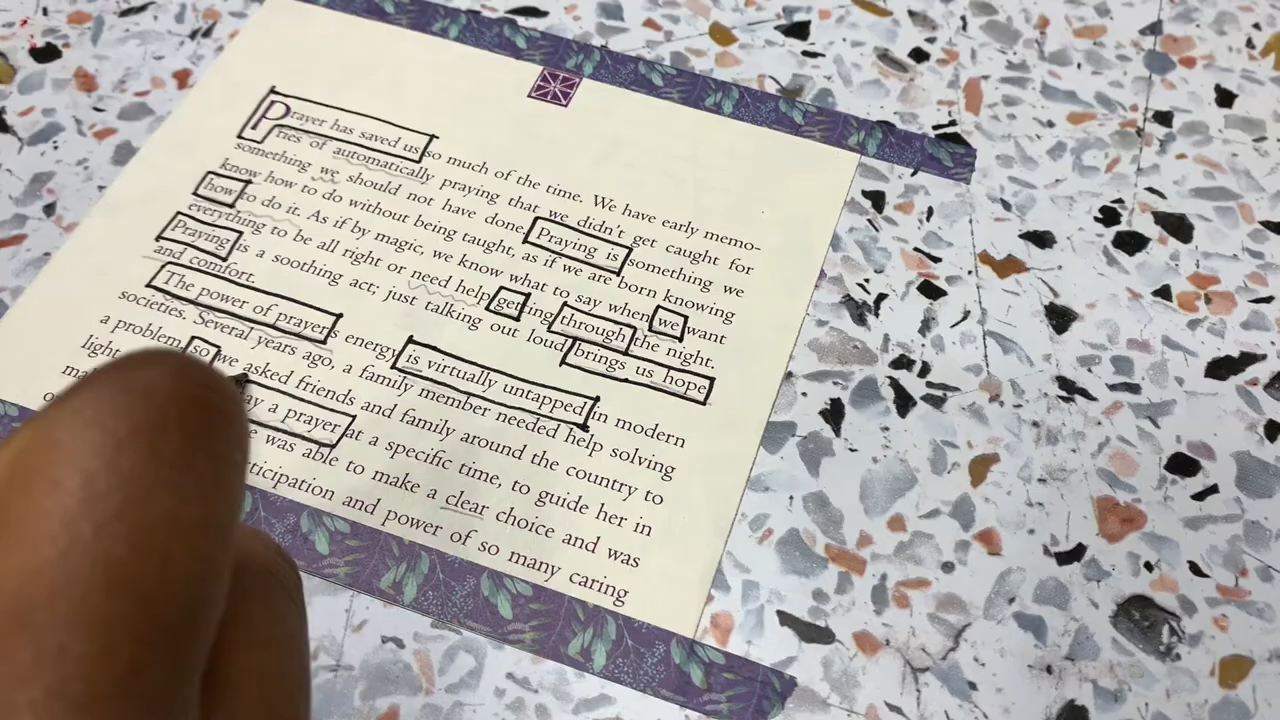 Prayer has saved us so much of the time. We have early memo-
ries of automatically praying that we didn't get caught for
something we should not have done. Praying is something we
know how to do without being taught, as if we are born knowing
how to do it. As if by magic, we know what to say when we want
everything to be all right or need help getting through the night.
Praying is a soothing act; just talking out loud brings us hope
and comfort.
The power of prayer's energy is virtually untapped in modern
societies. Several years ago, a family member needed help solving
a problem, so we asked friends and family around the country to
light say a prayer at a specific time, to guide her in
was able to make a clear choice and was
participation and power of so many caring